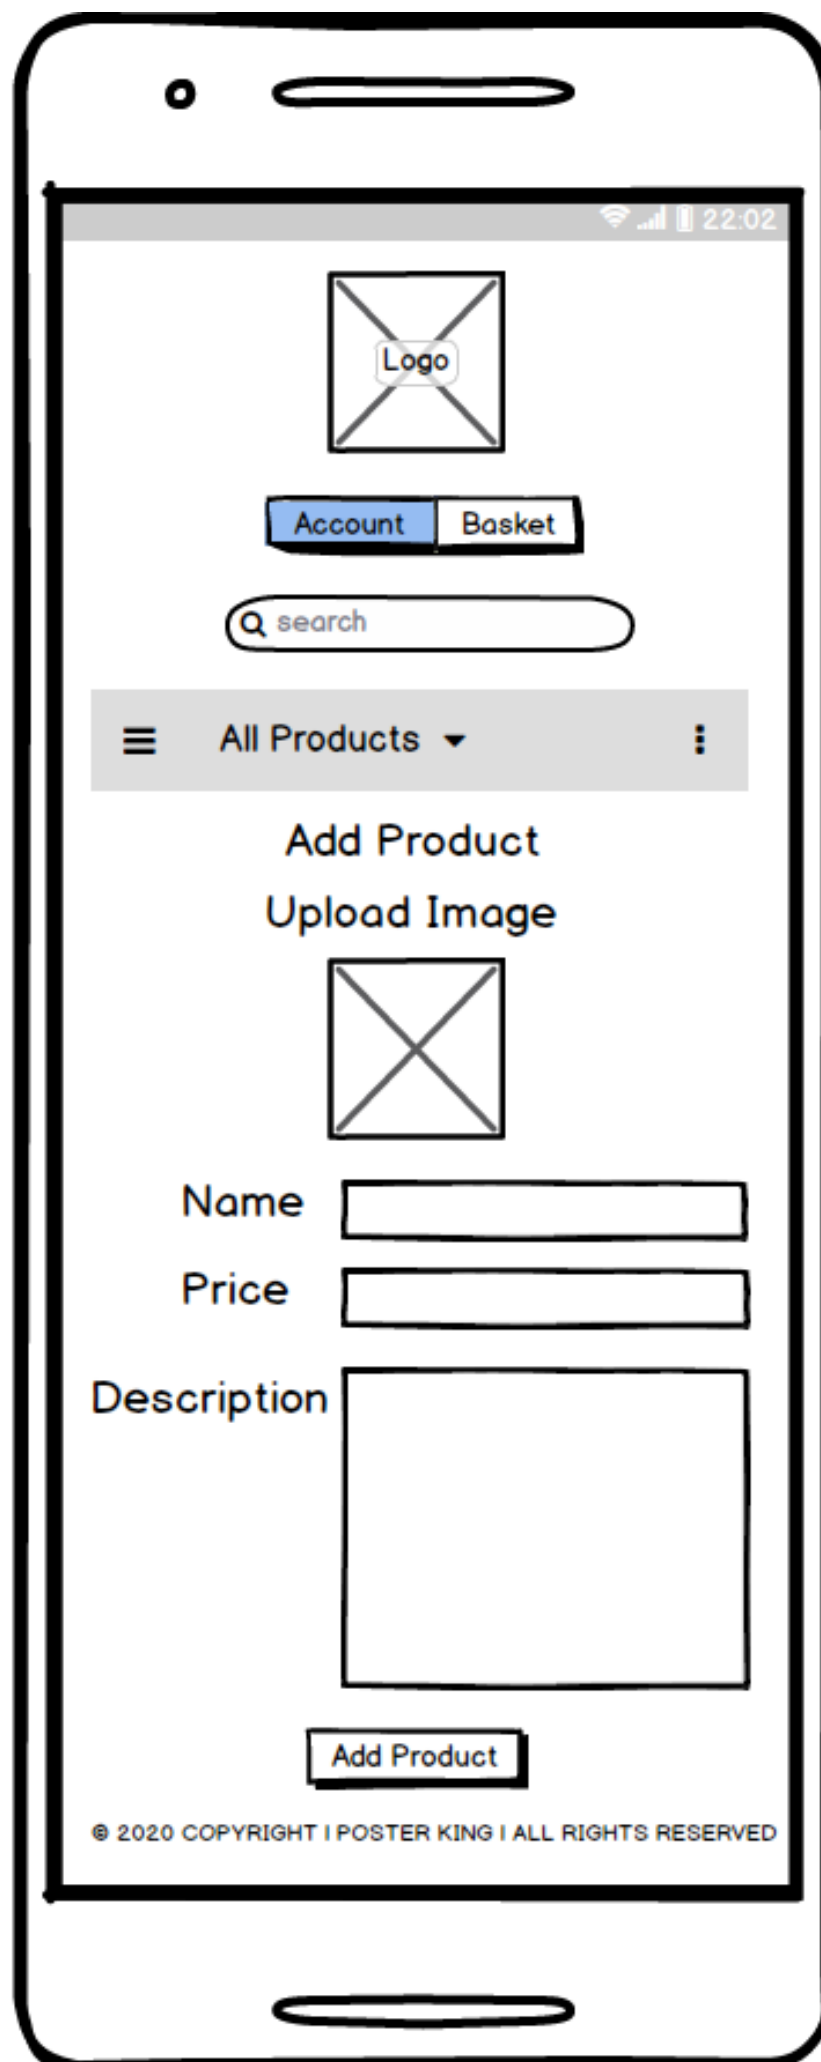 22:02
Logo
Account Basket
search
All Products
Add Product
Upload Image
Name
Price
Description
Add Product
© 2020 COPYRIGHT | POSTER KING | ALL RIGHTS RESERVED